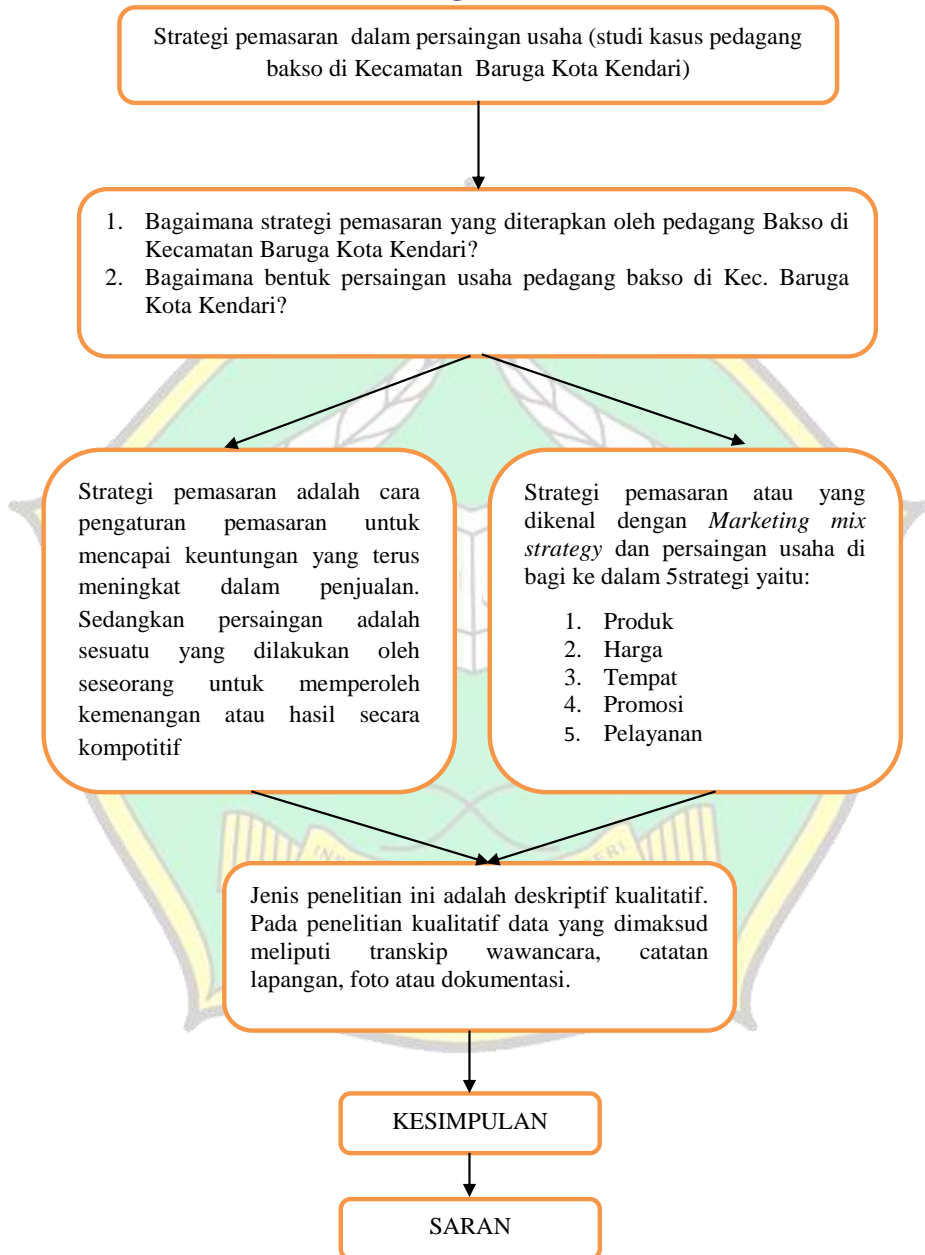 Strategi pemasaran dalam persaingan usaha (studi kasus pedagang
bakso di Kecamatan Baruga Kota Kendari)
1. Bagaimana strategi pemasaran yang diterapkan oleh pedagang Bakso di
Kecamatan Baruga Kota Kendari?
2. Bagaimana bentuk persaingan usaha pedagang bakso di Kec. Baruga
Kota Kendari?
Strategi pemasaran adalah cara
pengaturan pemasaran untuk
mencapai keuntungan yang terus
meningkat dalam penjualan.
Sedangkan persaingan adalah
sesuatu yang dilakukan oleh
seseorang untuk memperoleh
kemenangan atau hasil secara
kompotitif
Strategi pemasaran atau yang
dikenal dengan Marketing mix
strategy dan persaingan usaha di
bagi ke dalam 5strategi yaitu:
1. Produk
2. Harga
3. Tempat
4. Promosi
5. Pelayanan
Jenis penelitian ini adalah deskriptif kualitatif.
Pada penelitian kualitatif data yang dimaksud
meliputi transkip wawancara, catatan
lapangan, foto atau dokumentasi.
KESIMPULAN
SARAN